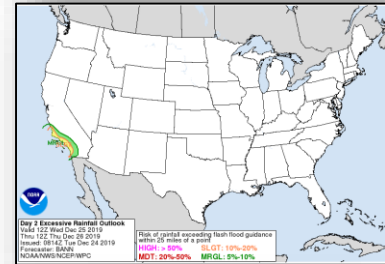 NOAA
Day 2 Excessive Rainfall Outlook
Valid 12Z Wed Dec 25 2019
Thru 12Z Thu Dec 26 2019
Issued: 0814Z Tue Dec 24 2019
Forecaster: BANN
NOAA/NWS/NCEP/WPC
Risk of rainfall exceeding flash flood guidance
within 25 miles of a point
HIGH: > 50% SLGT: 10%-20%
MDT: 20%-50% MRGL: 5%-10%